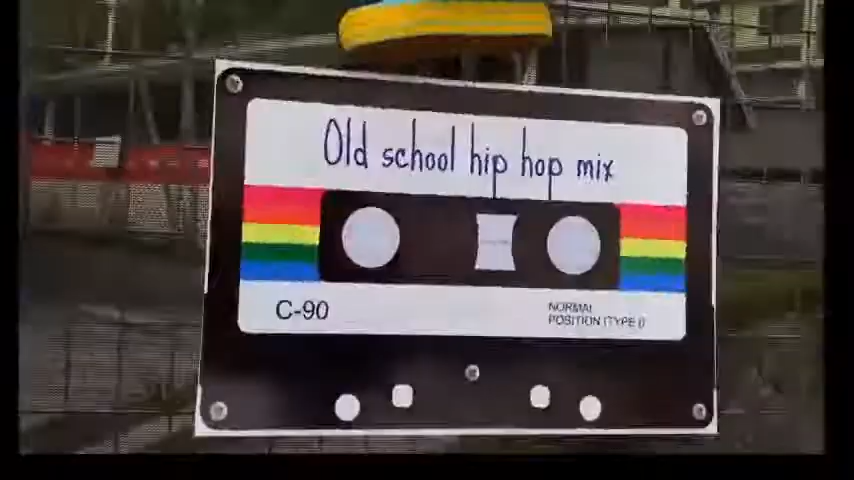 Old school hip hop mix
C-90
NORMAL
POSITION (TYPE I)